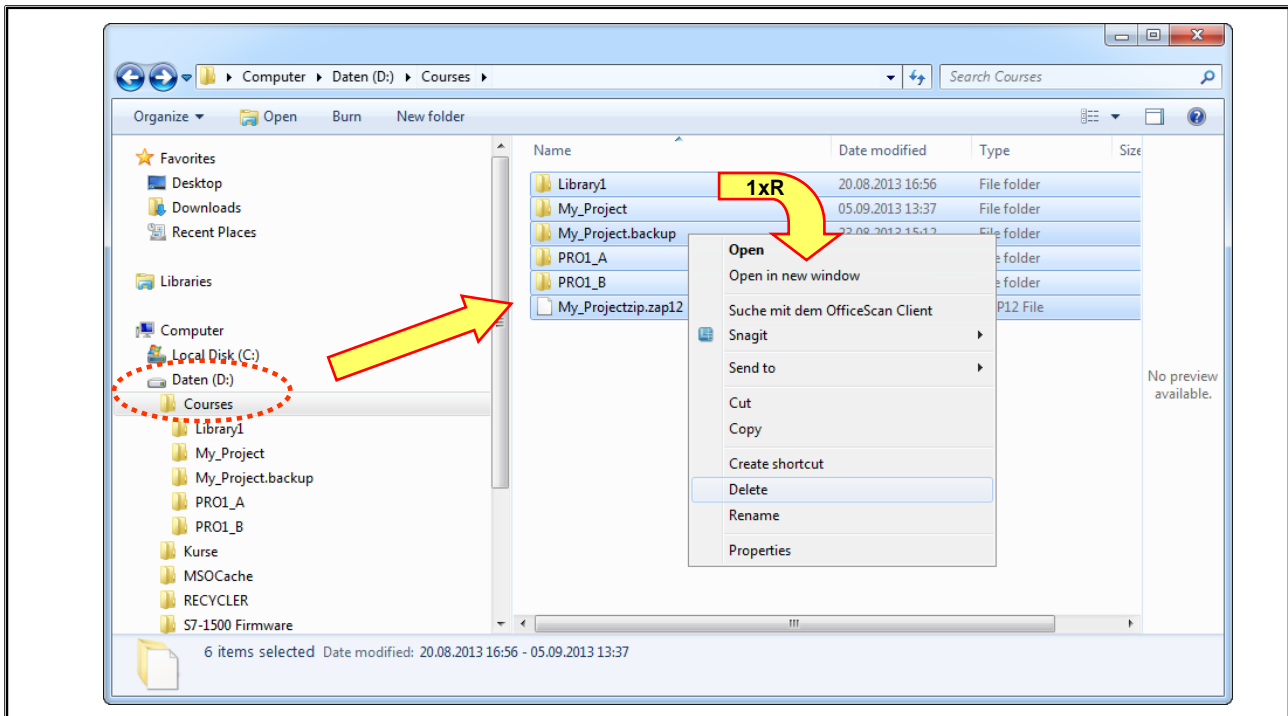 Computer ▸ Daten (D:) ▸ Courses ▸
Search Courses
Organize Open Burn New folder
Favorites
Desktop
Downloads
Recent Places
Libraries
Computer
Local Disk (C:)
Daten (D:)
Courses
Library1
My_Project
My_Project.backup
PRO1_A
PRO1_B
Kurse
MSOCache
RECYCLER
S7-1500 Firmware
Name Date modified Type Size
Library1 20.08.2013 16:56 File folder
My_Project 05.09.2013 13:37 File folder
My_Project.backup 23.08.2013 15:12 File folder
PRO1_A e folder
PRO1_B e folder
My_Projectzip.zap12 P12 File
1xR
Open
Open in new window
Suche mit dem OfficeScan Client
Snagit
Send to
Cut
Copy
Create shortcut
Delete
Rename
Properties
No preview
available.
6 items selected Date modified: 20.08.2013 16:56 - 05.09.2013 13:37